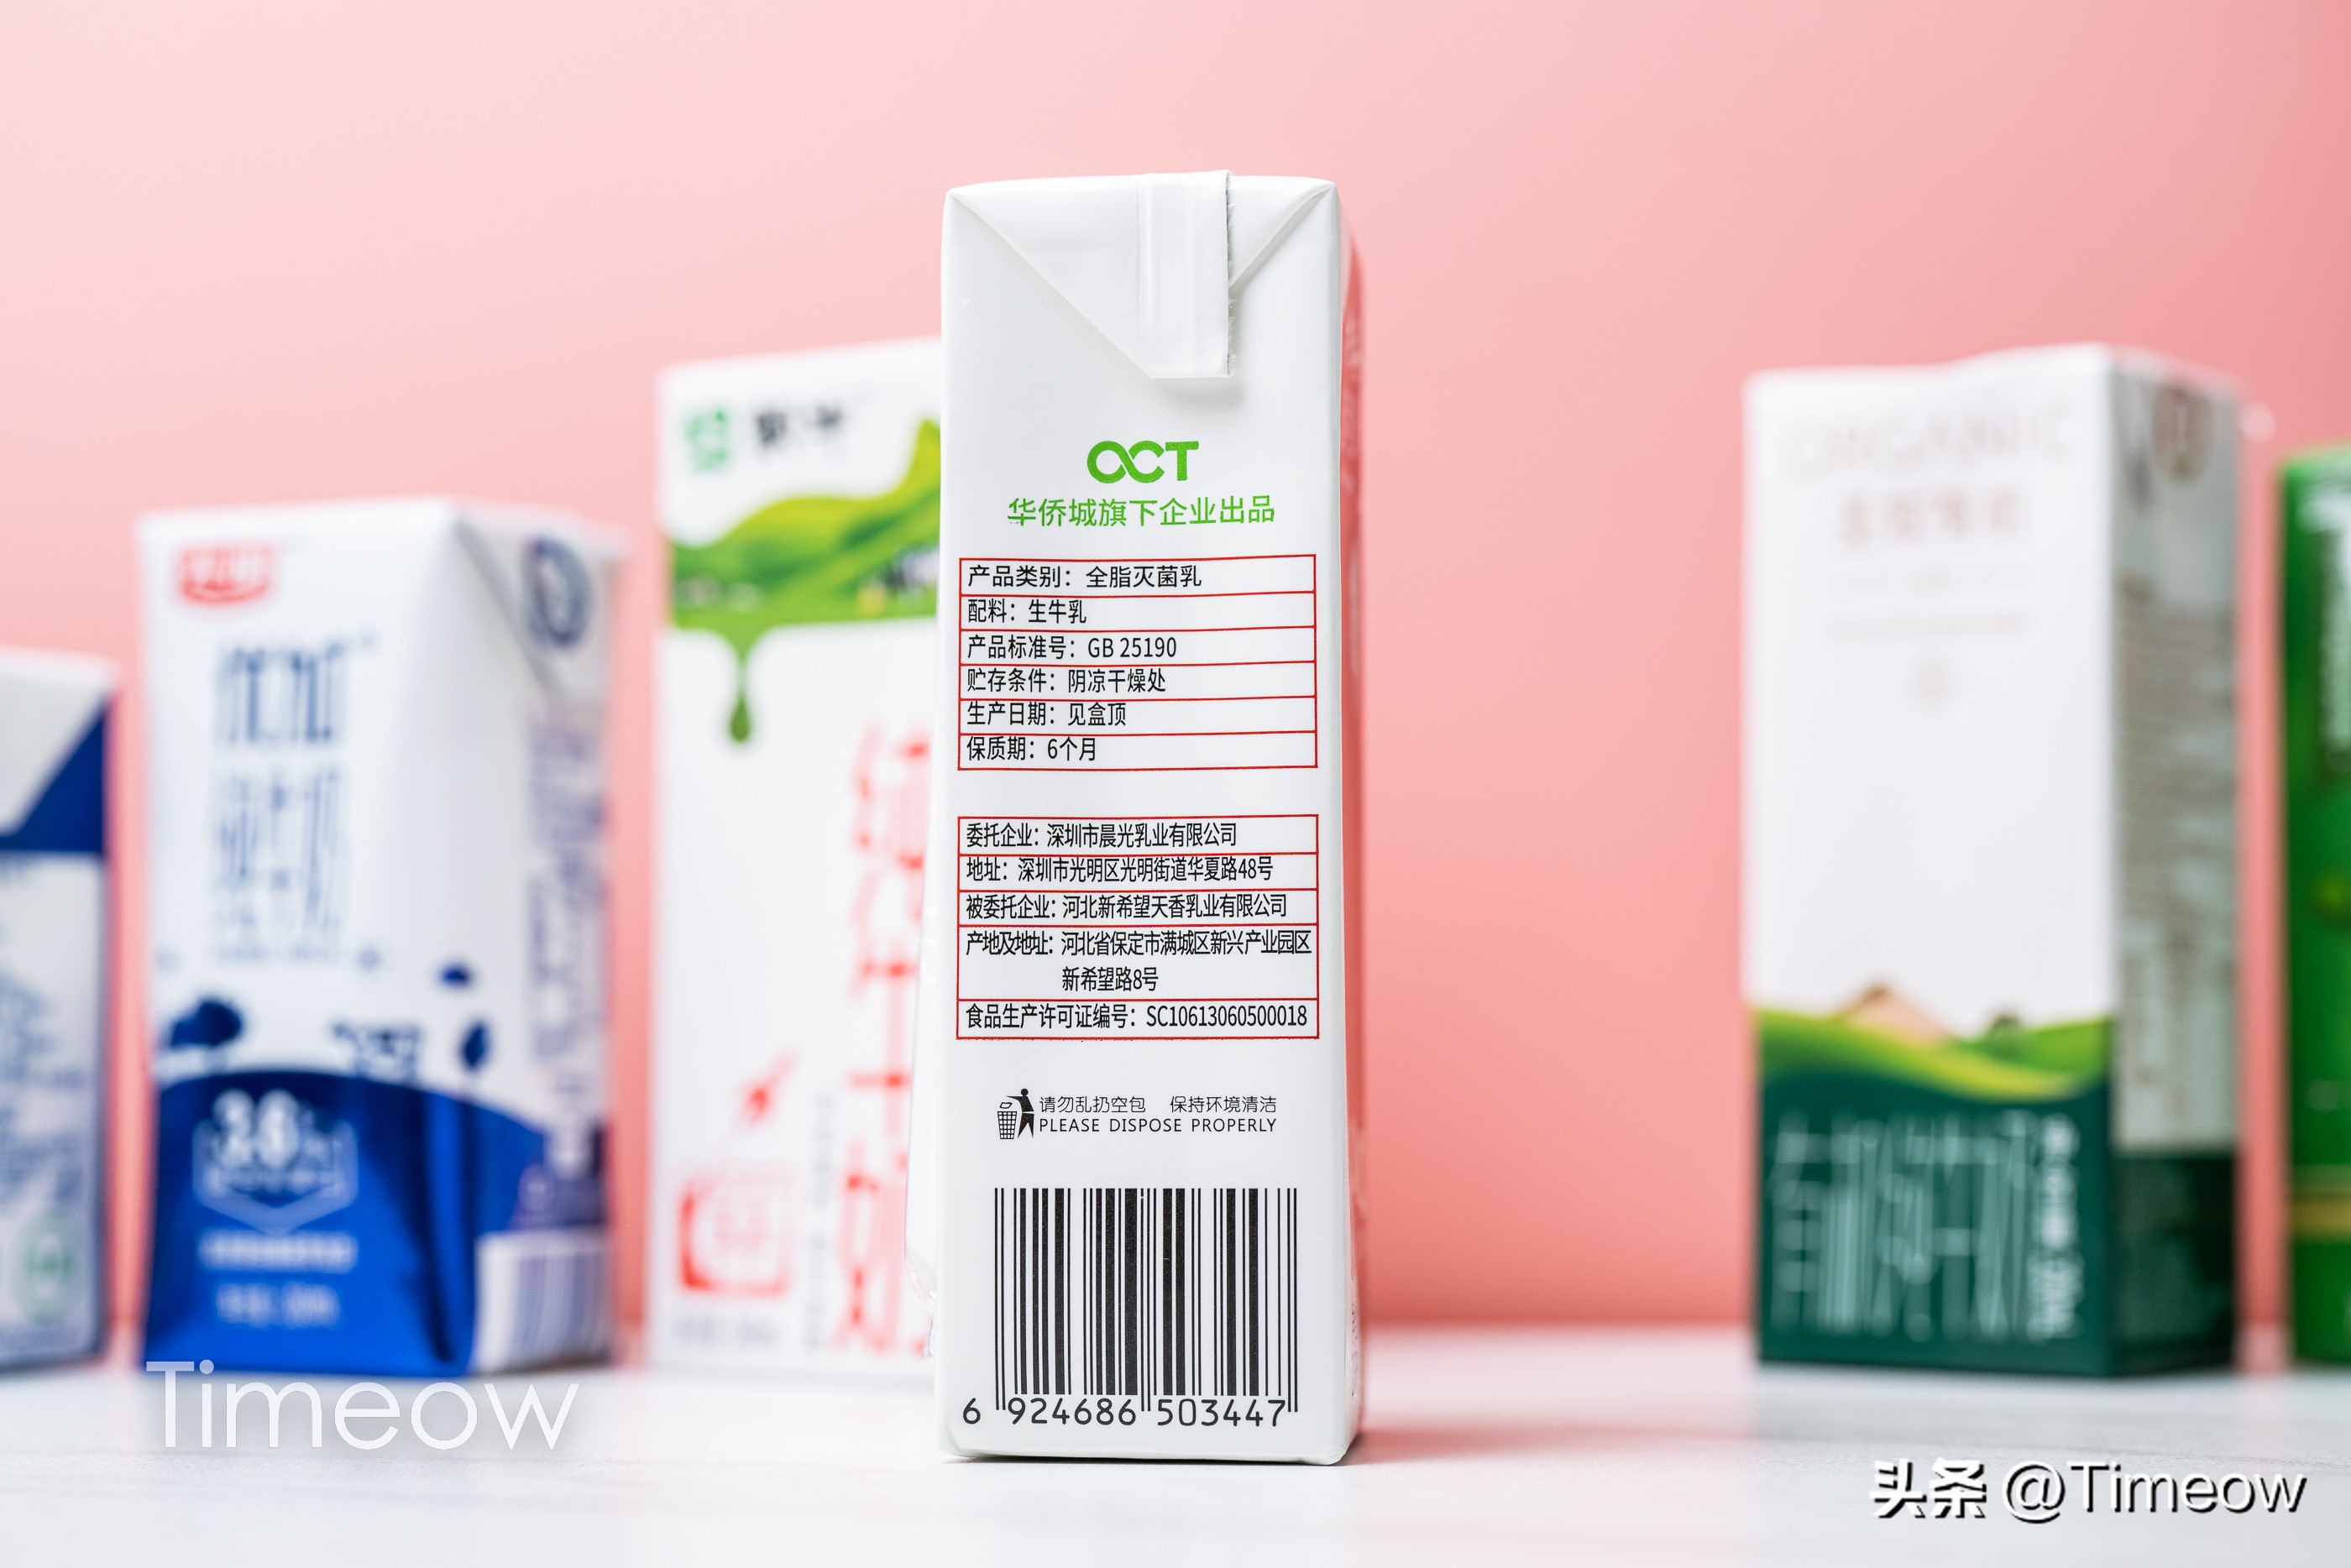 OCT
华侨城旗下企业出品
产品类别：全脂灭菌乳
配料：生牛乳
产品标准号：GB 25190
贮存条件：阴凉干燥处
生产日期：见盒顶
保质期：6个月
委托企业：深圳市晨光乳业有限公司
地址：深圳市光明区光明街道华夏路48号
被委托企业：河北新希望天香乳业有限公司
产地及地址：河北省保定市满城区新兴产业园区
新希望路8号
食品生产许可证编号：SC10613060500018
请勿乱扔空包 保持环境清洁
PLEASE DISPOSE PROPERLY
6 924686 503447
蒙牛
纯牛奶
ORGANIC
3.6
Timeow
头条 @Timeow